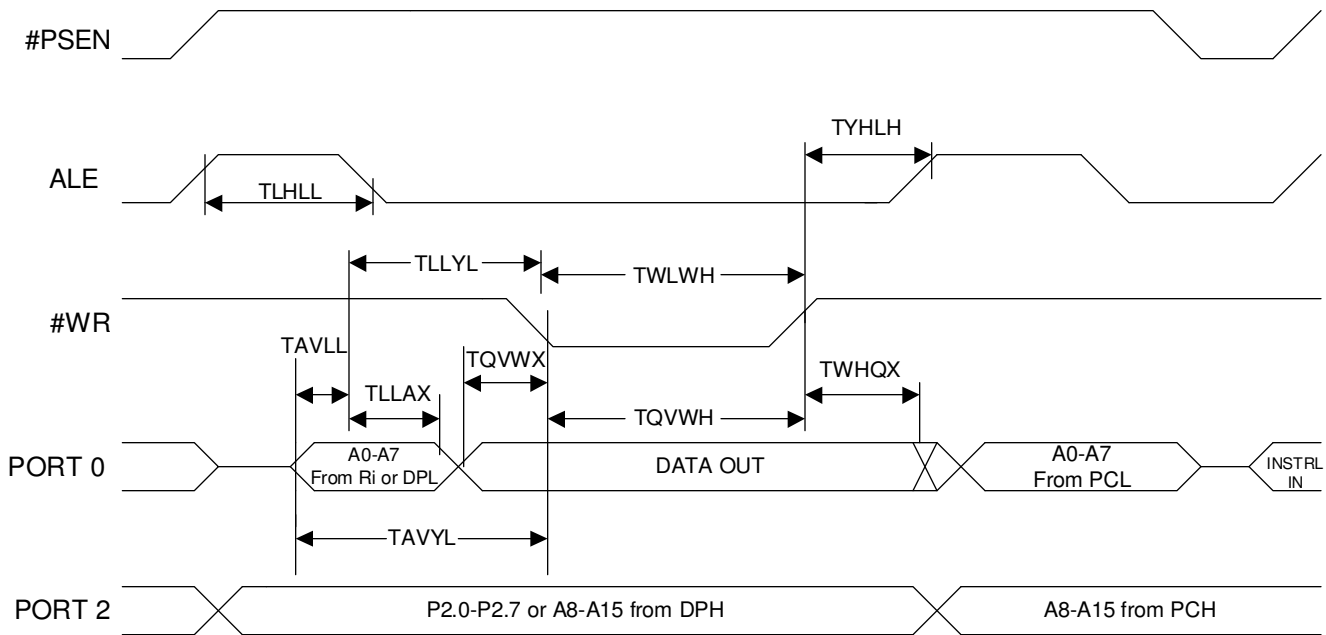 #PSEN
TYHLH
ALE
TLHLL
TLLYL
TWLWH
#WR
TAVLL
TQVWX
TWHQX
TLLAX
TQVWH
PORT 0
A0-A7
From Ri or DPL
DATA OUT
A0-A7
From PCL
INSTRL
IN
TAVYL
PORT 2
P2.0-P2.7 or A8-A15 from DPH
A8-A15 from PCH